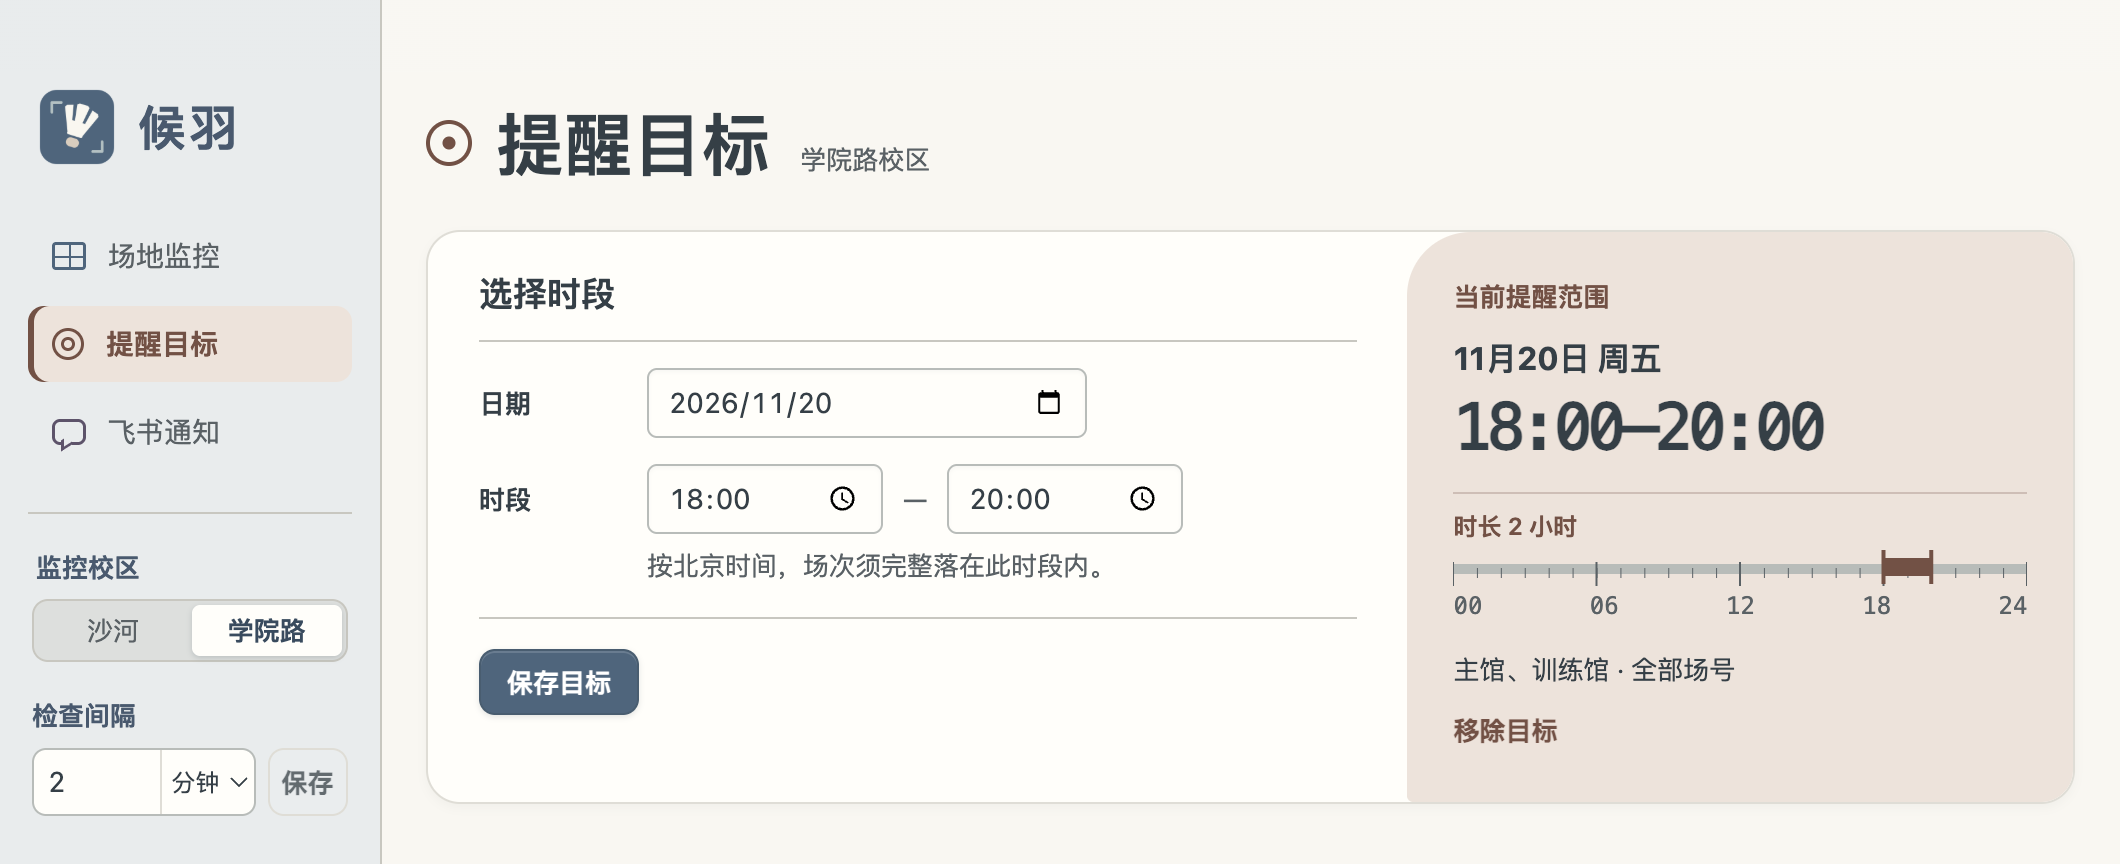 候羽
场地监控
提醒目标
飞书通知
监控校区
沙河 学院路
检查间隔
2 分钟 保存
提醒目标 学院路校区
选择时段
日期 2026/11/20
时段 18:00 — 20:00
按北京时间，场次须完整落在此时段内。
保存目标
当前提醒范围
11月20日 周五
18:00—20:00
时长 2 小时
00 06 12 18 24
主馆、训练馆 · 全部场号
移除目标